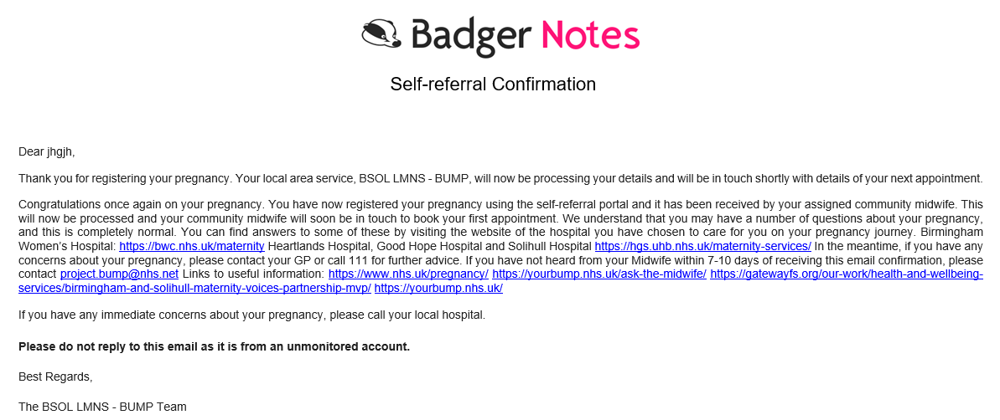 Badger Notes
Self-referral Confirmation
Dear jhgjh,
Thank you for registering your pregnancy. Your local area service, BSOL LMNS - BUMP, will now be processing your details and will be in touch shortly with details of your next appointment.
Congratulations once again on your pregnancy. You have now registered your pregnancy using the self-referral portal and it has been received by your assigned community midwife. This
will now be processed and your community midwife will soon be in touch to book your first appointment. We understand that you may have a number of questions about your pregnancy,
and this is completely normal. You can find answers to some of these by visiting the website of the hospital you have chosen to care for you on your pregnancy journey. Birmingham
Women's Hospital: https://bwc.nhs.uk/maternity Heartlands Hospital, Good Hope Hospital and Solihull Hospital https://hgs.uhb.nhs.uk/maternity-services/ In the meantime, if you have any
concerns about your pregnancy, please contact your GP or call 111 for further advice. If you have not heard from your Midwife within 7-10 days of receiving this email confirmation, please
contact project.bump@nhs.net Links to useful information: https://www.nhs.uk/pregnancy/ https://yourbump.nhs.uk/ask-the-midwife/ https://gatewayfs.org/our-work/health-and-wellbeing-
services/birmingham-and-solihull-maternity-voices-partnership-mvp/ https://yourbump.nhs.uk/
If you have any immediate concerns about your pregnancy, please call your local hospital.
Please do not reply to this email as it is from an unmonitored account.
Best Regards,
The BSOL LMNS - BUMP Team